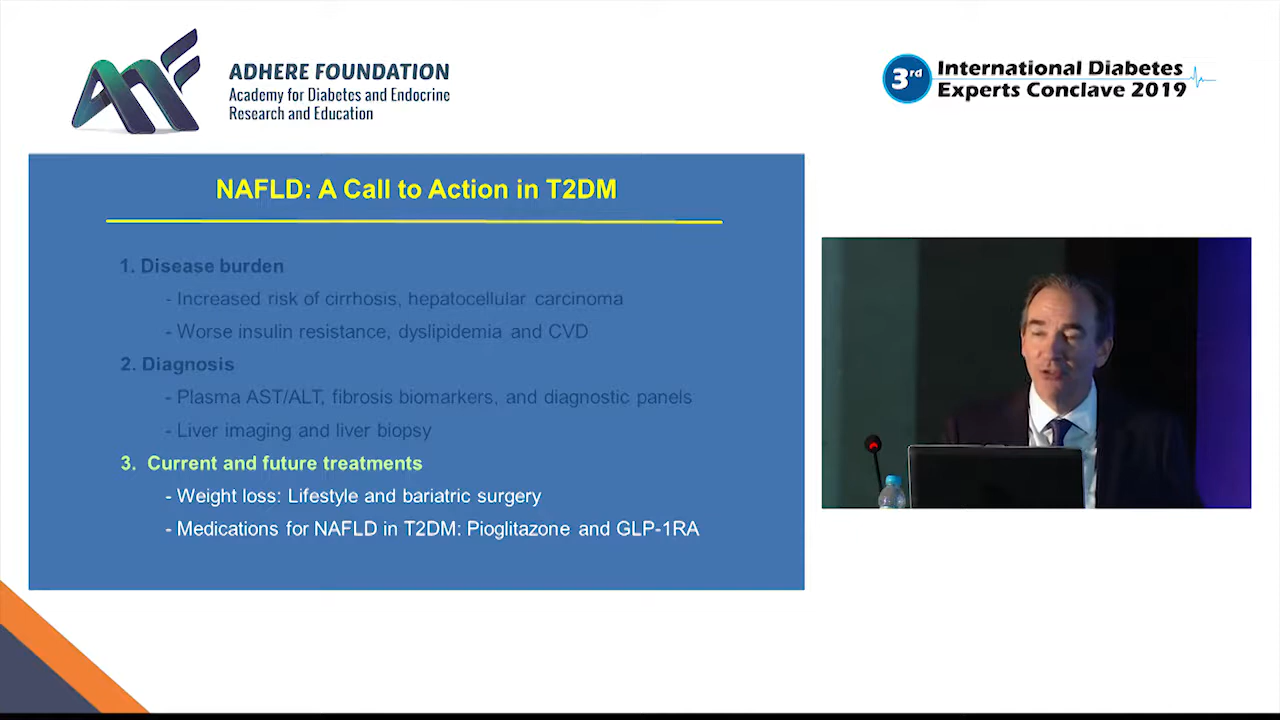 ADHERE FOUNDATION
Academy for Diabetes and Endocrine
Research and Education
3rd
International Diabetes
Experts Conclave 2019
NAFLD: A Call to Action in T2DM
1. Disease burden
- Increased risk of cirrhosis, hepatocellular carcinoma
- Worse insulin resistance, dyslipidemia and CVD
2. Diagnosis
- Plasma AST/ALT, fibrosis biomarkers, and diagnostic panels
- Liver imaging and liver biopsy
3. Current and future treatments
- Weight loss: Lifestyle and bariatric surgery
- Medications for NAFLD in T2DM: Pioglitazone and GLP-1RA